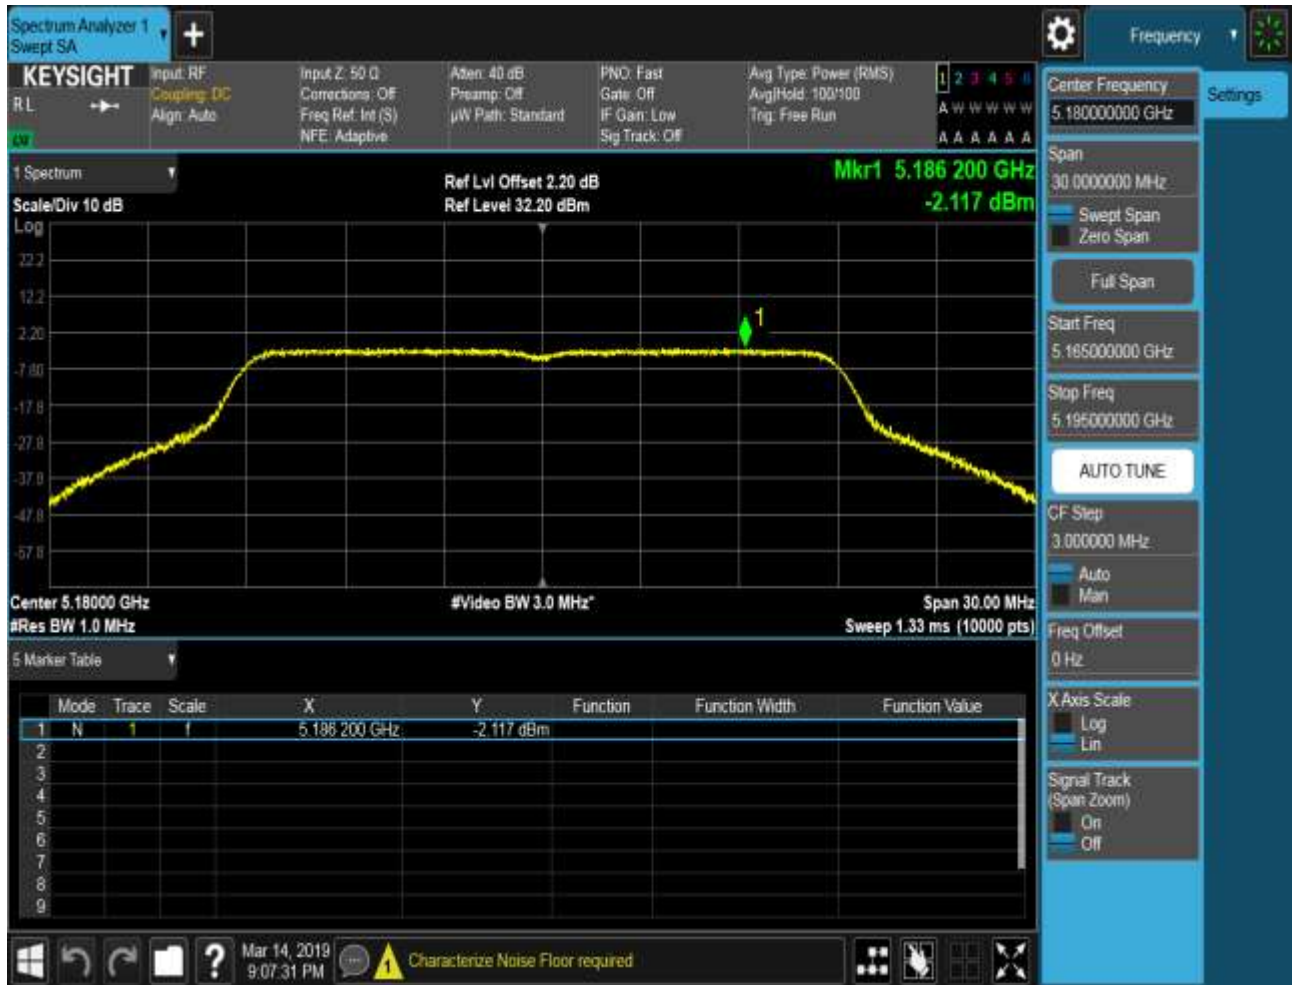 Spectrum Analyzer 1
Swept SA
+
Frequency
KEYSIGHT
RL
Input: RF
Coupling: DC
Align: Auto
Input Z: 50 Ω
Corrections: Off
Freq Ref: Int (S)
NFE: Adaptive
Atten: 40 dB
Preamp: Off
µW Path: Standard
PNO: Fast
Gate: Off
IF Gain: Low
Sig Track: Off
Avg Type: Power (RMS)
Avg|Hold: 100/100
Trig: Free Run
1 2 3 4 5 6
A W W W W W
A A A A A A
1 Spectrum
Scale/Div 10 dB
Ref Lvl Offset 2.20 dB
Ref Level 32.20 dBm
Mkr1 5.186 200 GHz
-2.117 dBm
Log
22.2
12.2
2.20
-7.80
-17.8
-27.8
-37.8
-47.8
-57.8
1
Center 5.18000 GHz
#Res BW 1.0 MHz
#Video BW 3.0 MHz*
Span 30.00 MHz
Sweep 1.33 ms (10000 pts)
5 Marker Table
Mode Trace Scale X Y Function Function Width Function Value
1 N 1 f 5.186 200 GHz -2.117 dBm
2
3
4
5
6
7
8
9
Center Frequency
5.180000000 GHz
Settings
Span
30.0000000 MHz
Swept Span
Zero Span
Full Span
Start Freq
5.165000000 GHz
Stop Freq
5.195000000 GHz
AUTO TUNE
CF Step
3.000000 MHz
Auto
Man
Freq Offset
0 Hz
X Axis Scale
Log
Lin
Signal Track
(Span Zoom)
On
Off
?
Mar 14, 2019
9:07:31 PM
1
Characterize Noise Floor required